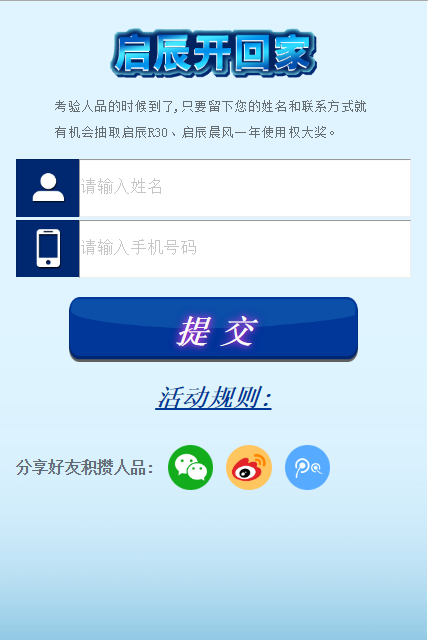 启辰开回家
考验人品的时候到了,只要留下您的姓名和联系方式就
有机会抽取启辰R30、启辰晨风一年使用权大奖。
请输入姓名
请输入手机号码
提 交
活动规则:
分享好友积攒人品: